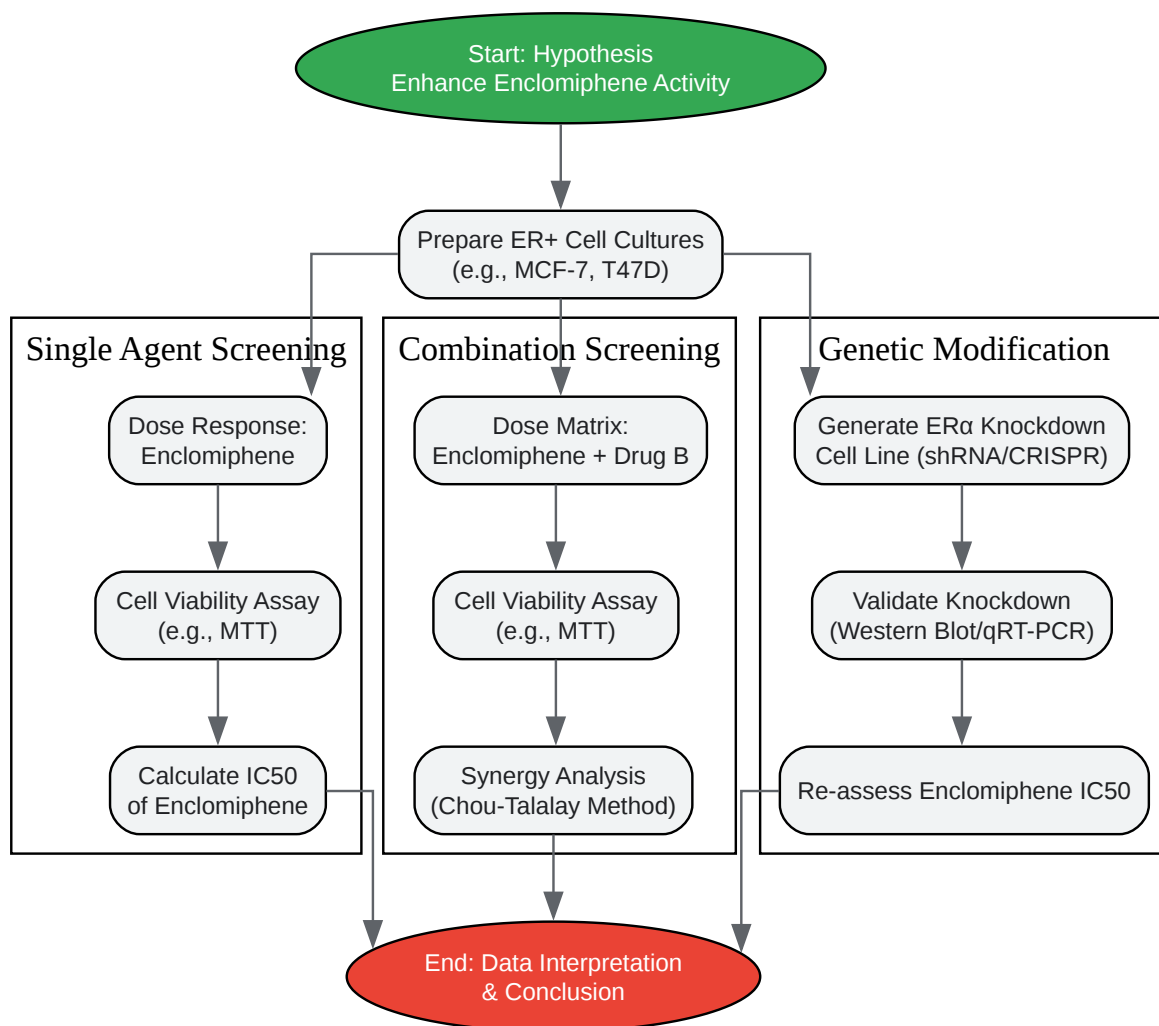 Start: Hypothesis
Enhance Enclomiphene Activity
Prepare ER+ Cell Cultures
(e.g., MCF-7, T47D)
Single Agent Screening
Dose Response:
Enclomiphene
Cell Viability Assay
(e.g., MTT)
Calculate IC50
of Enclomiphene
Combination Screening
Dose Matrix:
Enclomiphene + Drug B
Cell Viability Assay
(e.g., MTT)
Synergy Analysis
(Chou-Talalay Method)
Genetic Modification
Generate ERα Knockdown
Cell Line (shRNA/CRISPR)
Validate Knockdown
(Western Blot/qRT-PCR)
Re-assess Enclomiphene IC50
End: Data Interpretation
& Conclusion